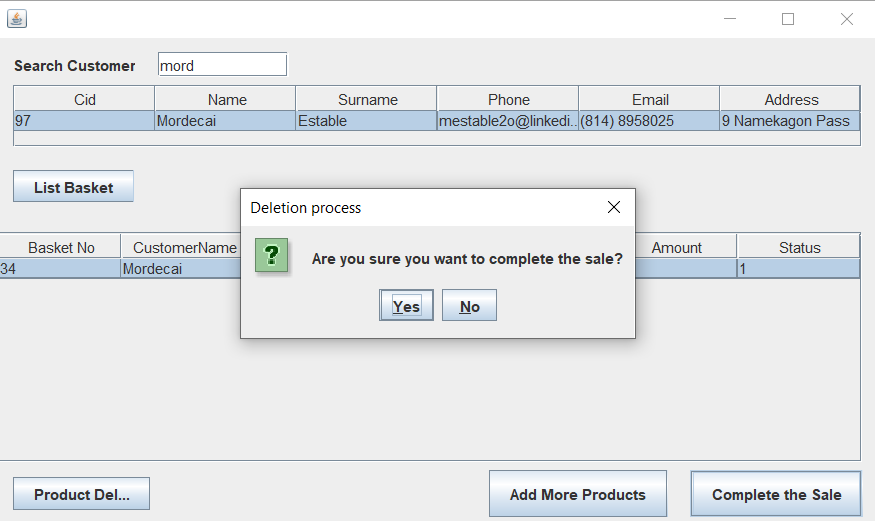 Search Customer mord
Cid Name Surname Phone Email Address
97 Mordecai Estable mestable2o@linkedi... (814) 8958025 9 Namekagon Pass
List Basket
Deletion process
Basket No CustomerName Amount Status
34 Mordecai 1
Are you sure you want to complete the sale?
Yes No
Product Del... Add More Products Complete the Sale